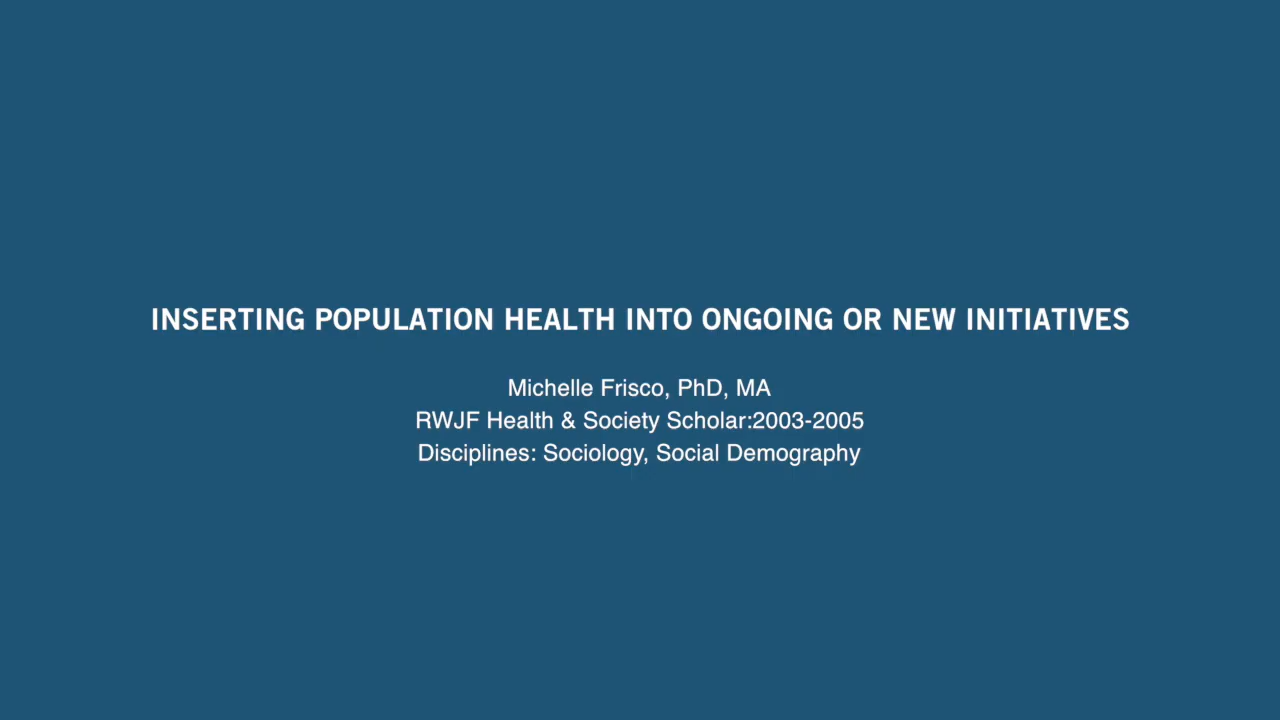 INSERTING POPULATION HEALTH INTO ONGOING OR NEW INITIATIVES
Michelle Frisco, PhD, MA
RWJF Health & Society Scholar:2003-2005
Disciplines: Sociology, Social Demography